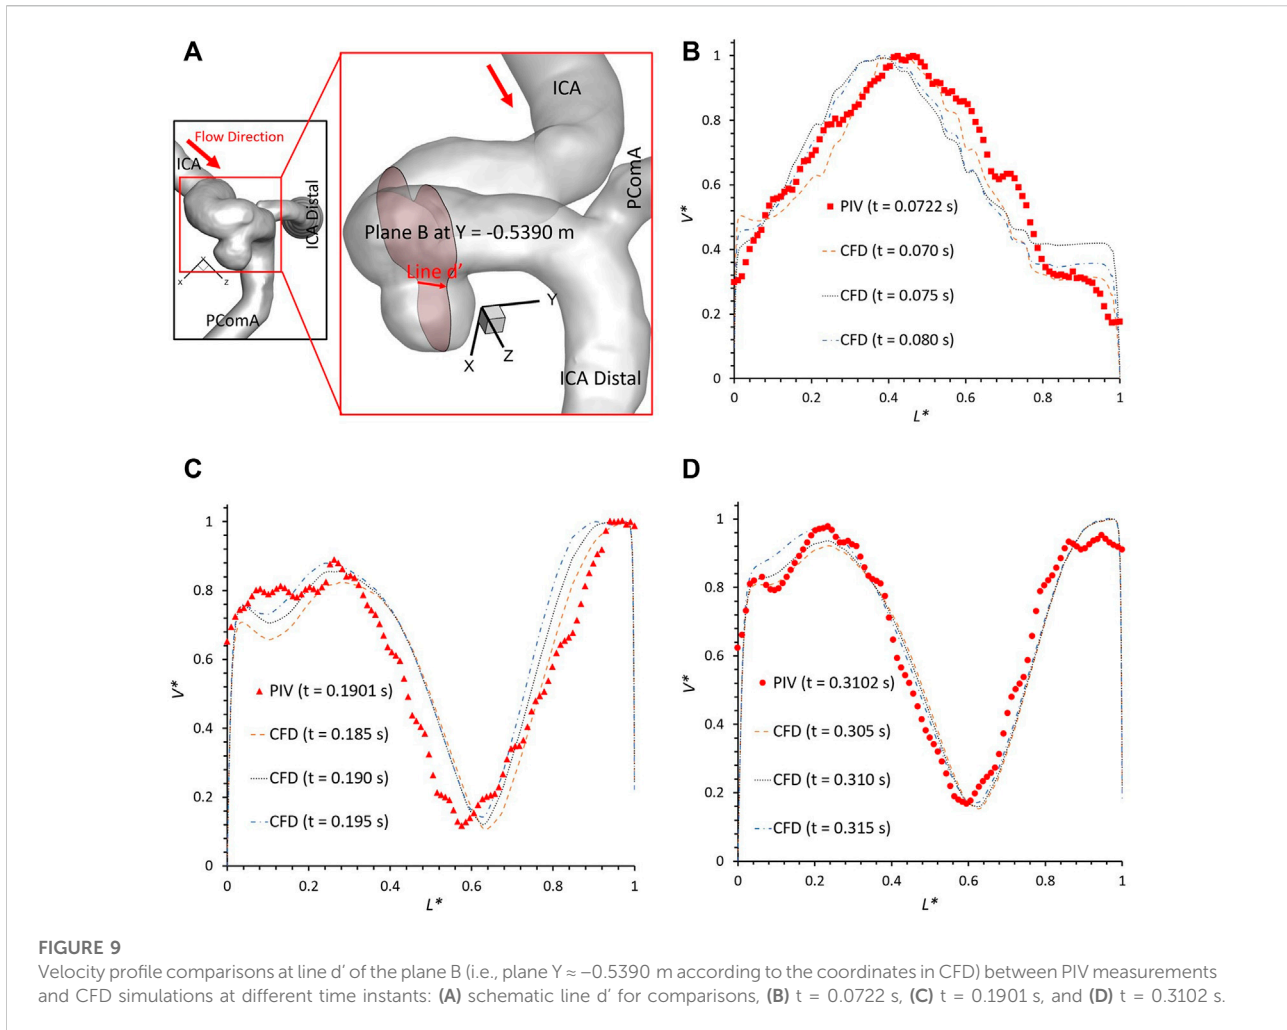 A
Flow Direction
ICA
ICA Distal
PComA
X
Y
Z
ICA
PComA
Plane B at Y = -0.5390 m
Line d'
Y
X
Z
ICA Distal
B
V*
1
0.8
0.6
0.4
0.2
0
PIV (t = 0.0722 s)
CFD (t = 0.070 s)
CFD (t = 0.075 s)
CFD (t = 0.080 s)
0 0.2 0.4 0.6 0.8 1
L*
C
V*
1
0.8
0.6
0.4
0.2
0
PIV (t = 0.1901 s)
CFD (t = 0.185 s)
CFD (t = 0.190 s)
CFD (t = 0.195 s)
0 0.2 0.4 0.6 0.8 1
L*
D
V*
1
0.8
0.6
0.4
0.2
0
PIV (t = 0.3102 s)
CFD (t = 0.305 s)
CFD (t = 0.310 s)
CFD (t = 0.315 s)
0 0.2 0.4 0.6 0.8 1
L*
FIGURE 9
Velocity profile comparisons at line d' of the plane B (i.e., plane Y ≈ −0.5390 m according to the coordinates in CFD) between PIV measurements
and CFD simulations at different time instants: (A) schematic line d' for comparisons, (B) t = 0.0722 s, (C) t = 0.1901 s, and (D) t = 0.3102 s.